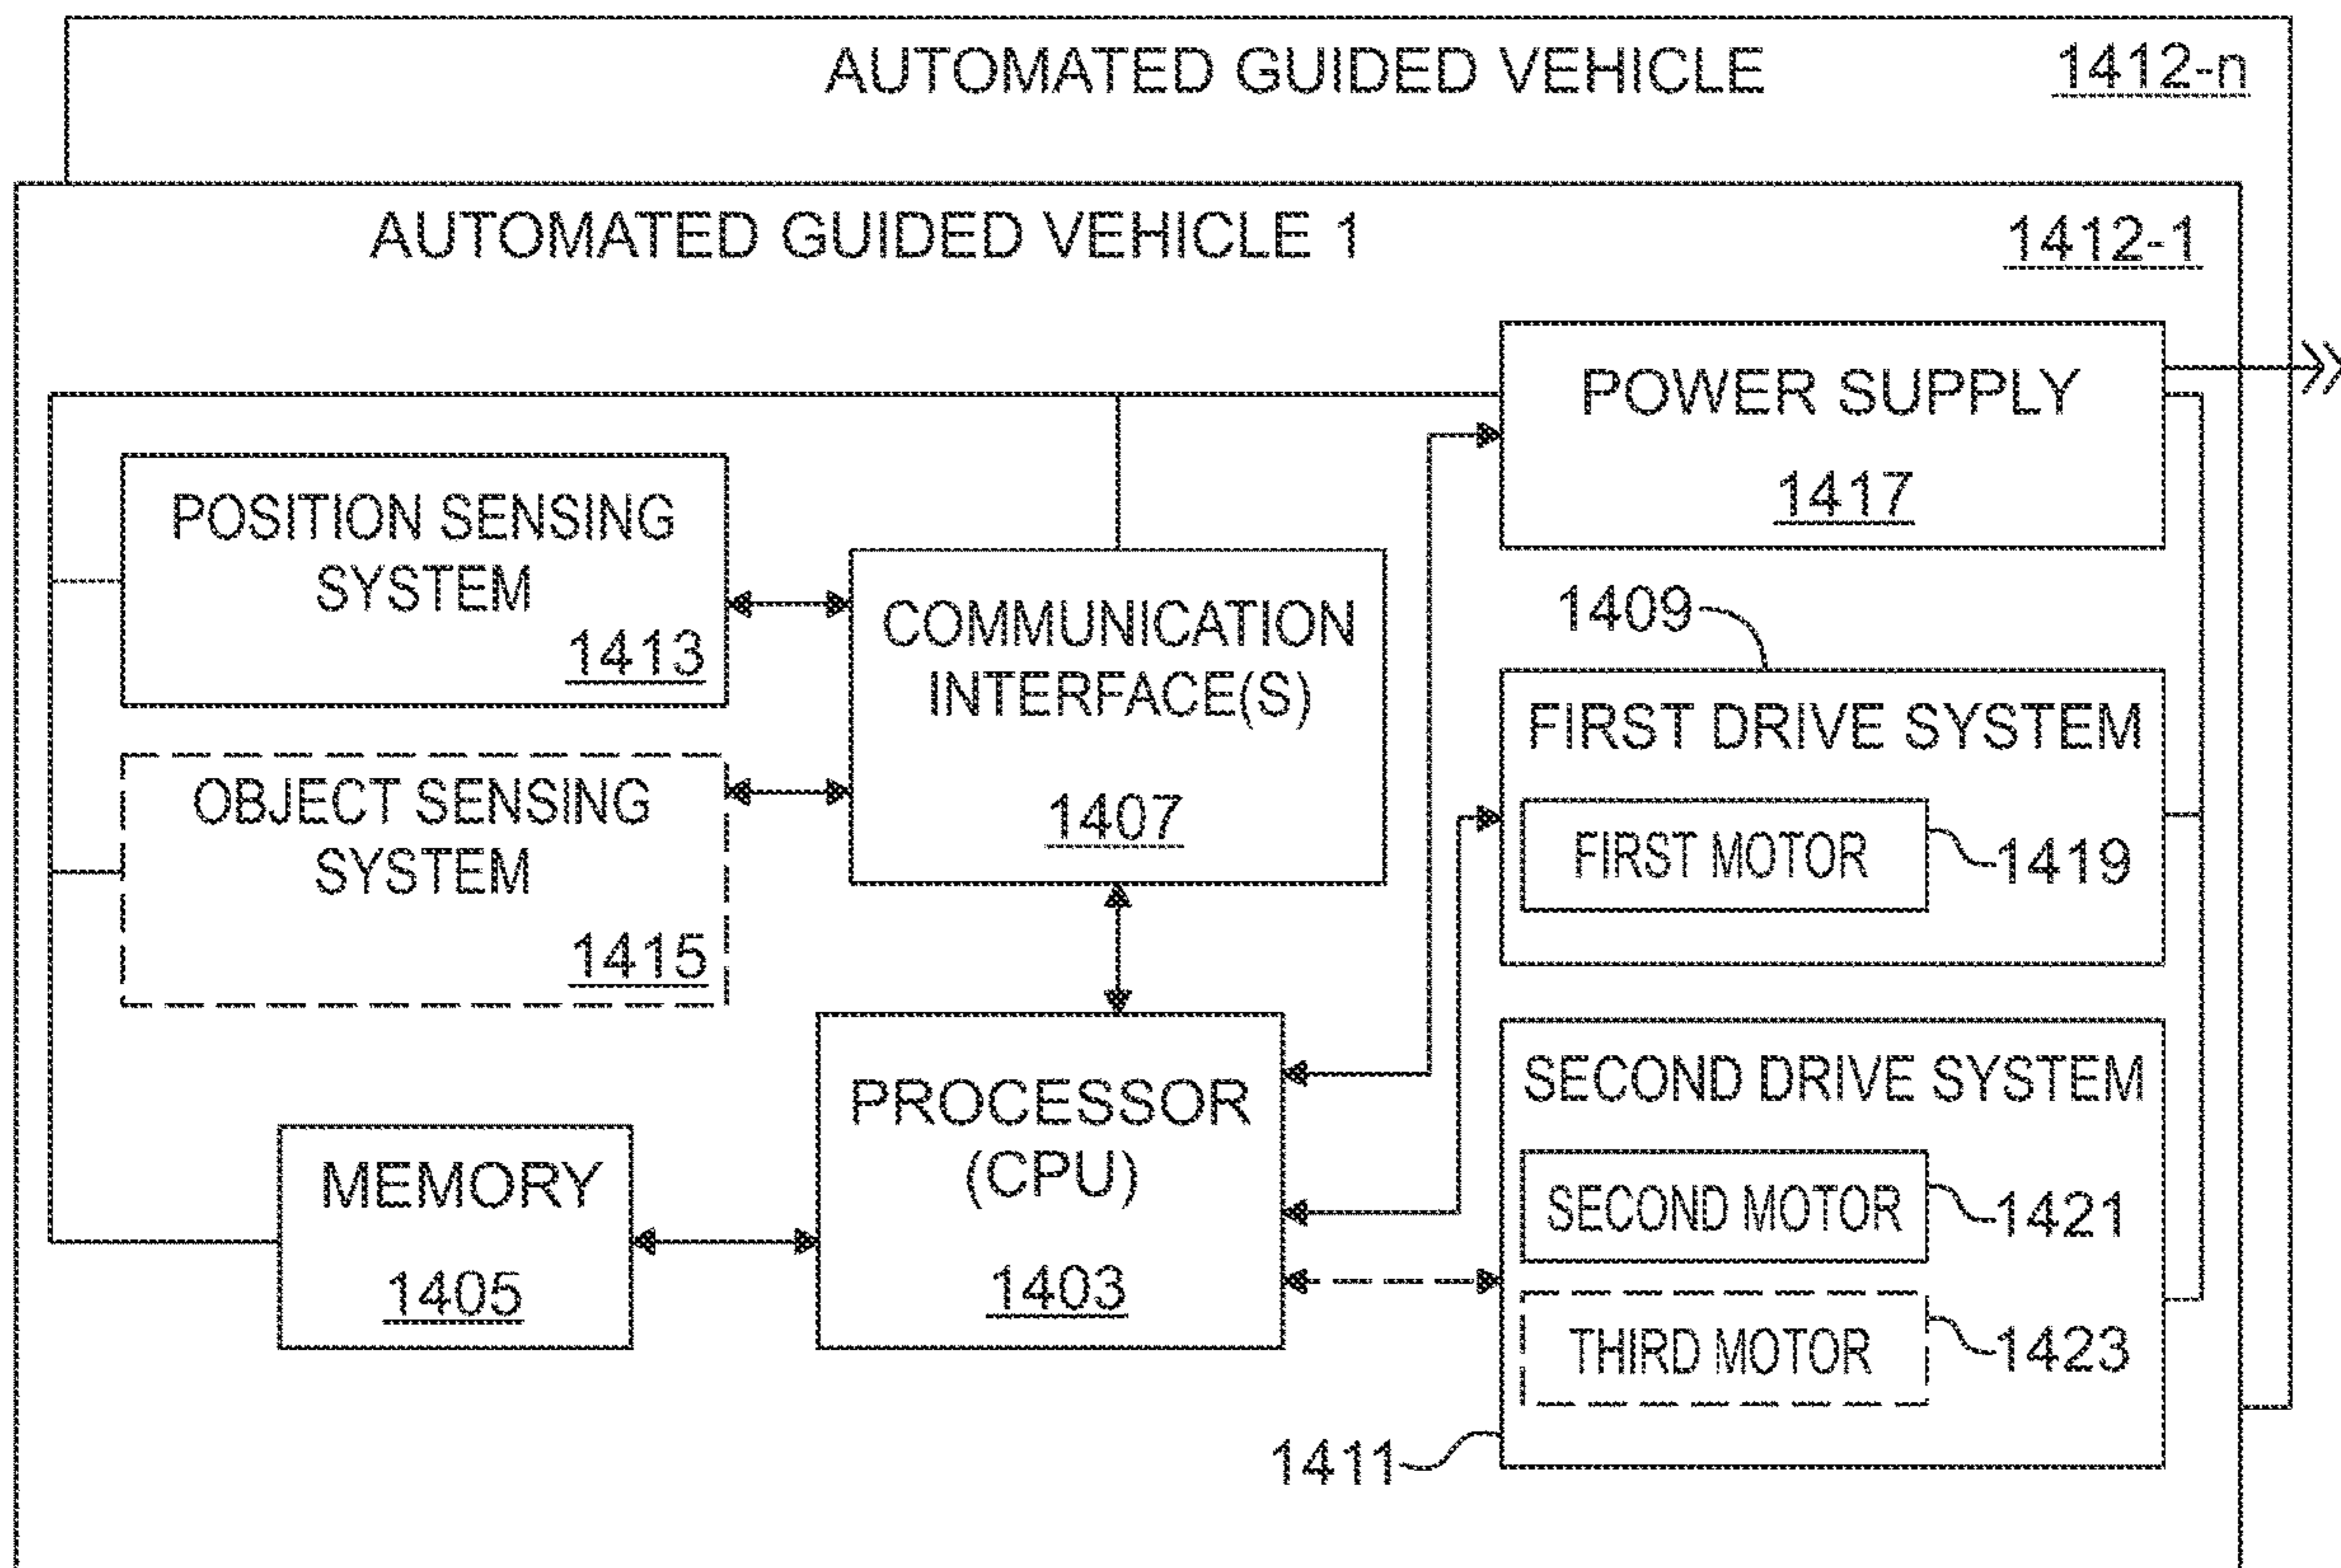 AUTOMATED GUIDED VEHICLE 1412-n
AUTOMATED GUIDED VEHICLE 1 1412-1
POWER SUPPLY
1417
POSITION SENSING
SYSTEM
1413
COMMUNICATION
INTERFACE(S)
1407
1409
FIRST DRIVE SYSTEM
FIRST MOTOR 1419
OBJECT SENSING
SYSTEM
1415
PROCESSOR
(CPU)
1403
MEMORY
1405
SECOND DRIVE SYSTEM
SECOND MOTOR 1421
THIRD MOTOR 1423
1411